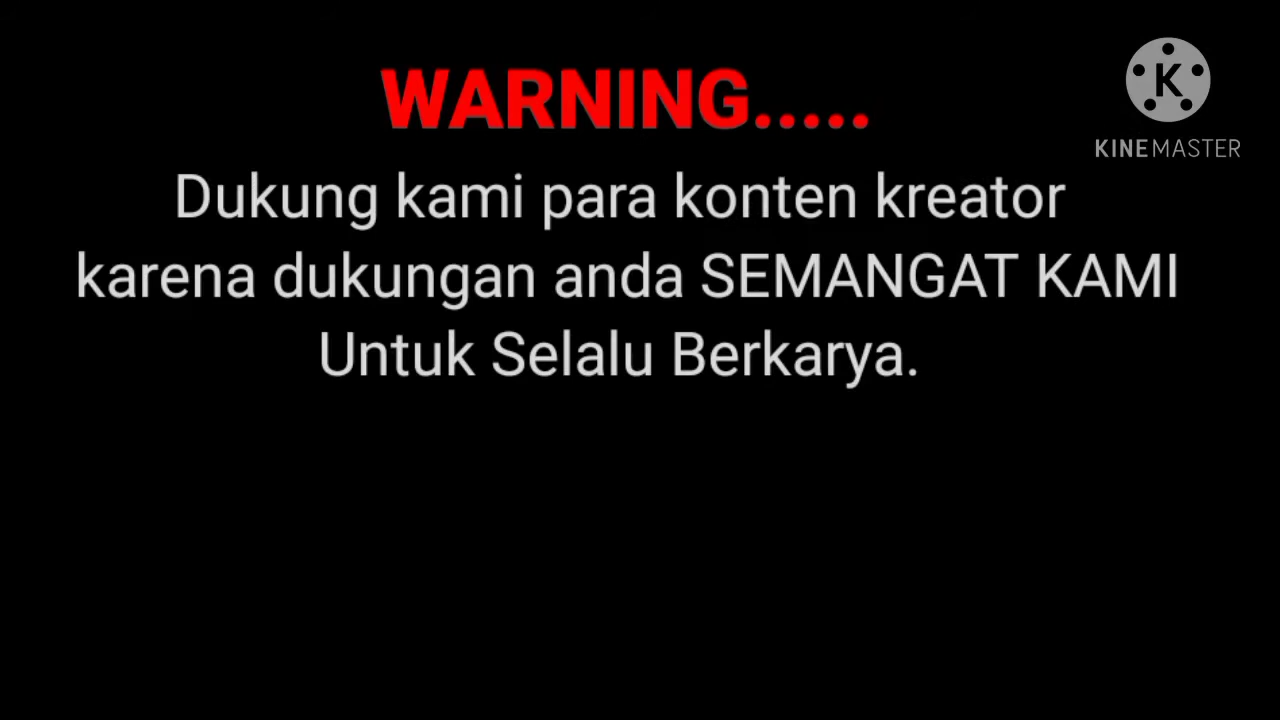 WARNING.....
K
KINEMASTER
Dukung kami para konten kreator
karena dukungan anda SEMANGAT KAMI
Untuk Selalu Berkarya.